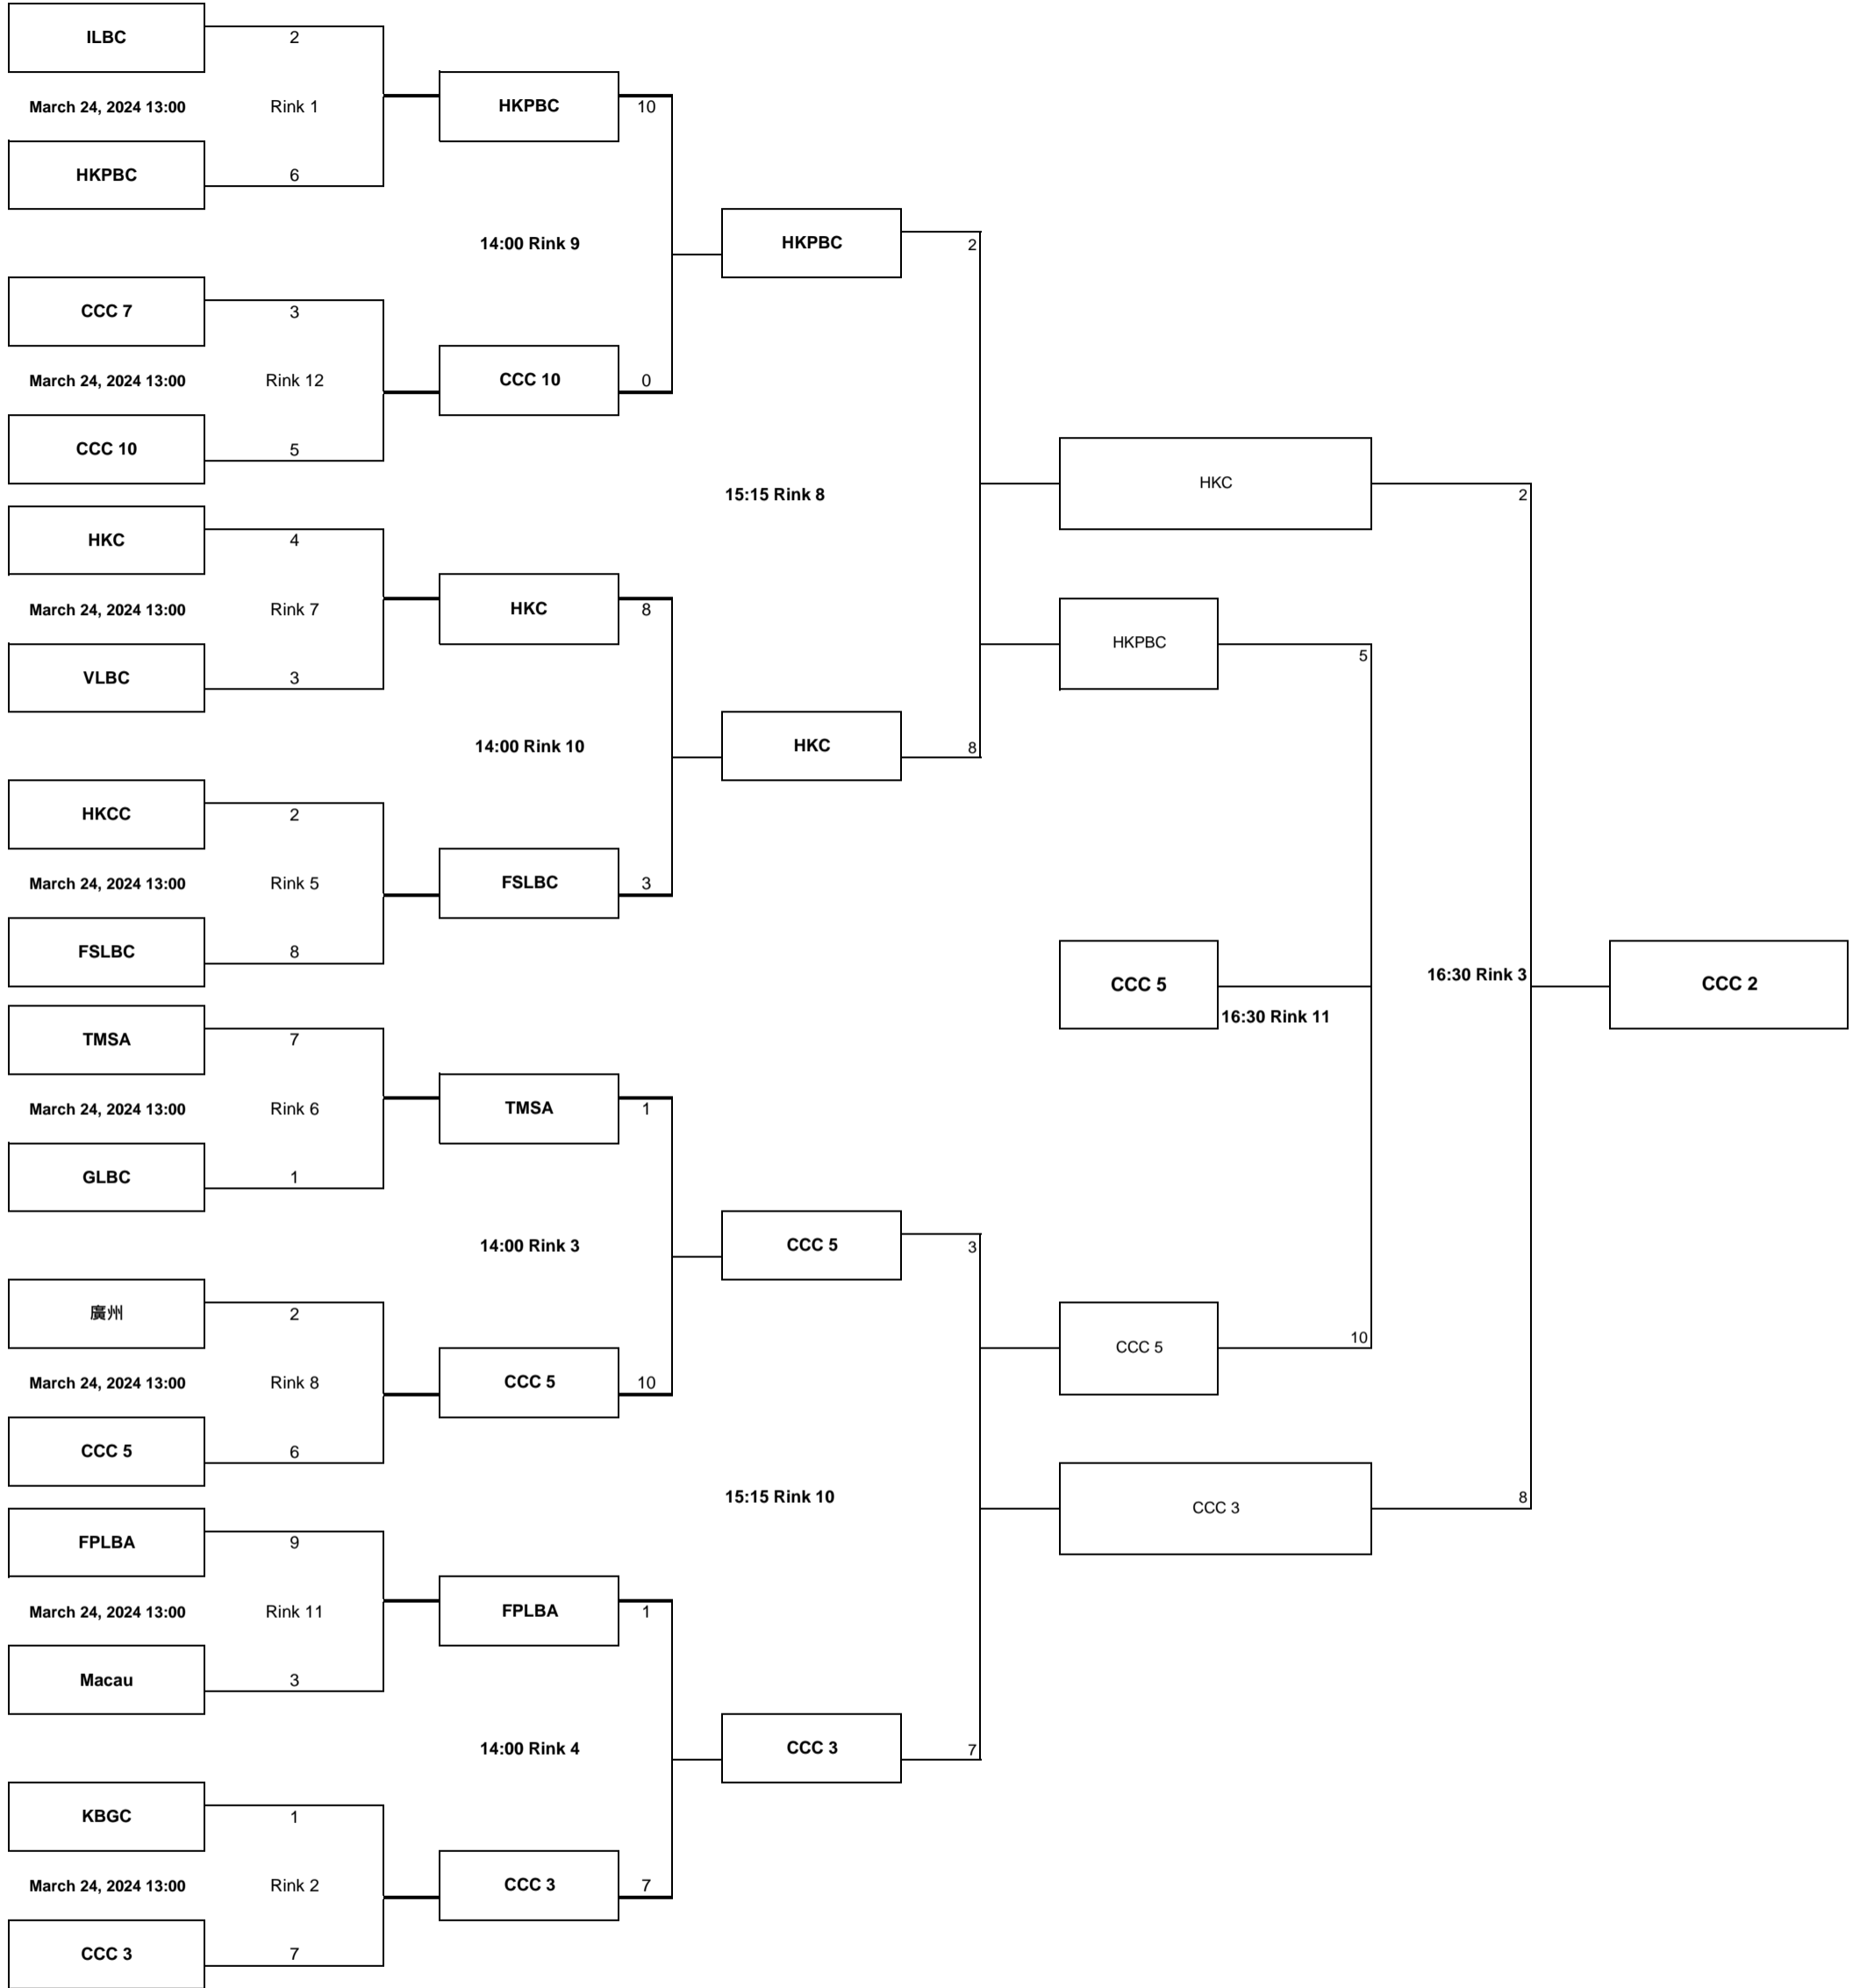 ILBC
2
March 24, 2024 13:00
Rink 1
HKPBC
10
HKPBC
6
14:00 Rink 9
HKPBC
2
CCC 7
3
March 24, 2024 13:00
Rink 12
CCC 10
0
CCC 10
5
15:15 Rink 8
HKC
2
HKC
4
March 24, 2024 13:00
Rink 7
HKC
8
HKPBC
5
VLBC
3
14:00 Rink 10
HKC
8
HKCC
2
March 24, 2024 13:00
Rink 5
FSLBC
3
FSLBC
8
CCC 5
16:30 Rink 11
16:30 Rink 3
CCC 2
TMSA
7
March 24, 2024 13:00
Rink 6
TMSA
1
GLBC
1
14:00 Rink 3
CCC 5
3
廣州
2
March 24, 2024 13:00
Rink 8
CCC 5
10
CCC 5
10
CCC 5
6
15:15 Rink 10
CCC 3
8
FPLBA
9
March 24, 2024 13:00
Rink 11
FPLBA
1
Macau
3
14:00 Rink 4
CCC 3
7
KBGC
1
March 24, 2024 13:00
Rink 2
CCC 3
7
CCC 3
7